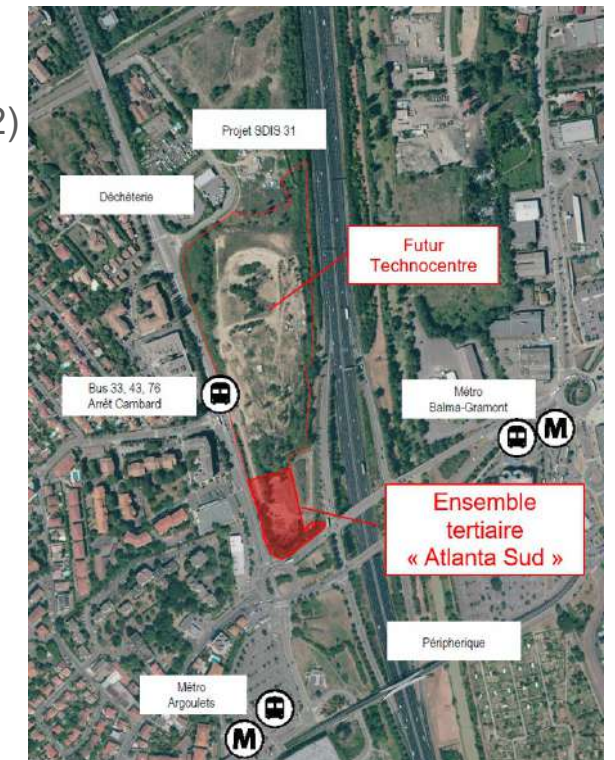 2)
Projet SDIS 31
Déchèterie
Futur
Technocentre
Bus 33, 43, 76
Arrêt Cambard
Métro
Balma-Gramont
M
Ensemble
tertiaire
« Atlanta Sud »
Périphérique
Métro
Argoulets
M